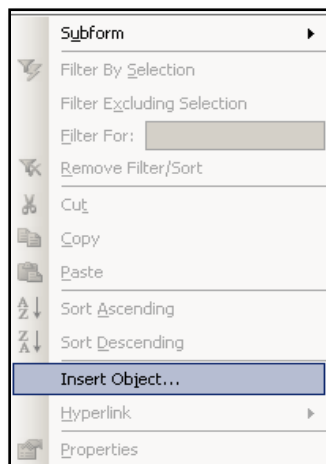 Subform
Filter By Selection
Filter Excluding Selection
Filter For:
Remove Filter/Sort
Cut
Copy
Paste
Sort Ascending
Sort Descending
Insert Object...
Hyperlink
Properties